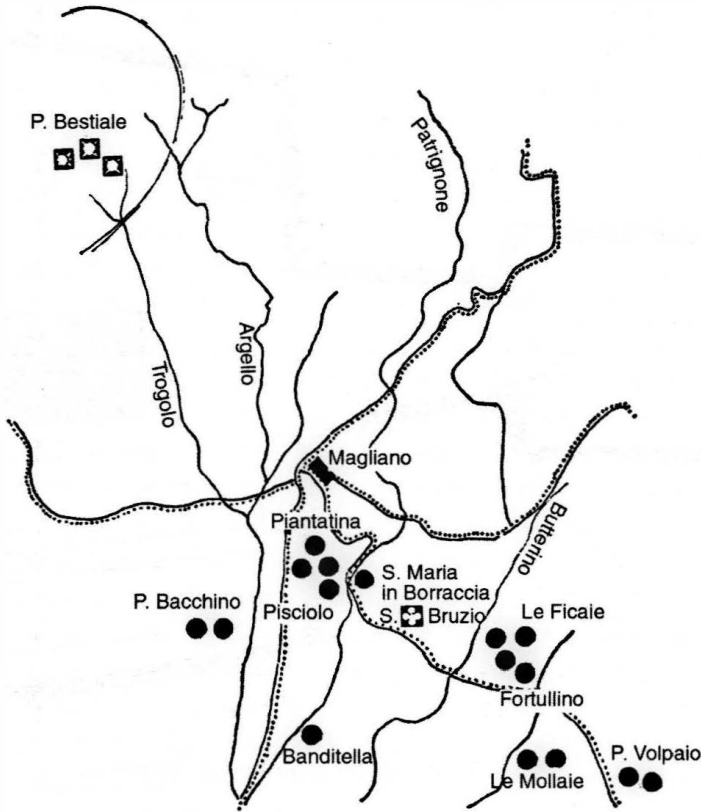 P. Bestiale
Patrignone
Argello
Trogolo
Magliano
Piantatina
Butterino
S. Maria
in Borraccia
P. Bacchino
Pisciolo
S. Bruzio
Le Ficaie
Fortullino
Banditella
P. Volpaio
Le Mollaie